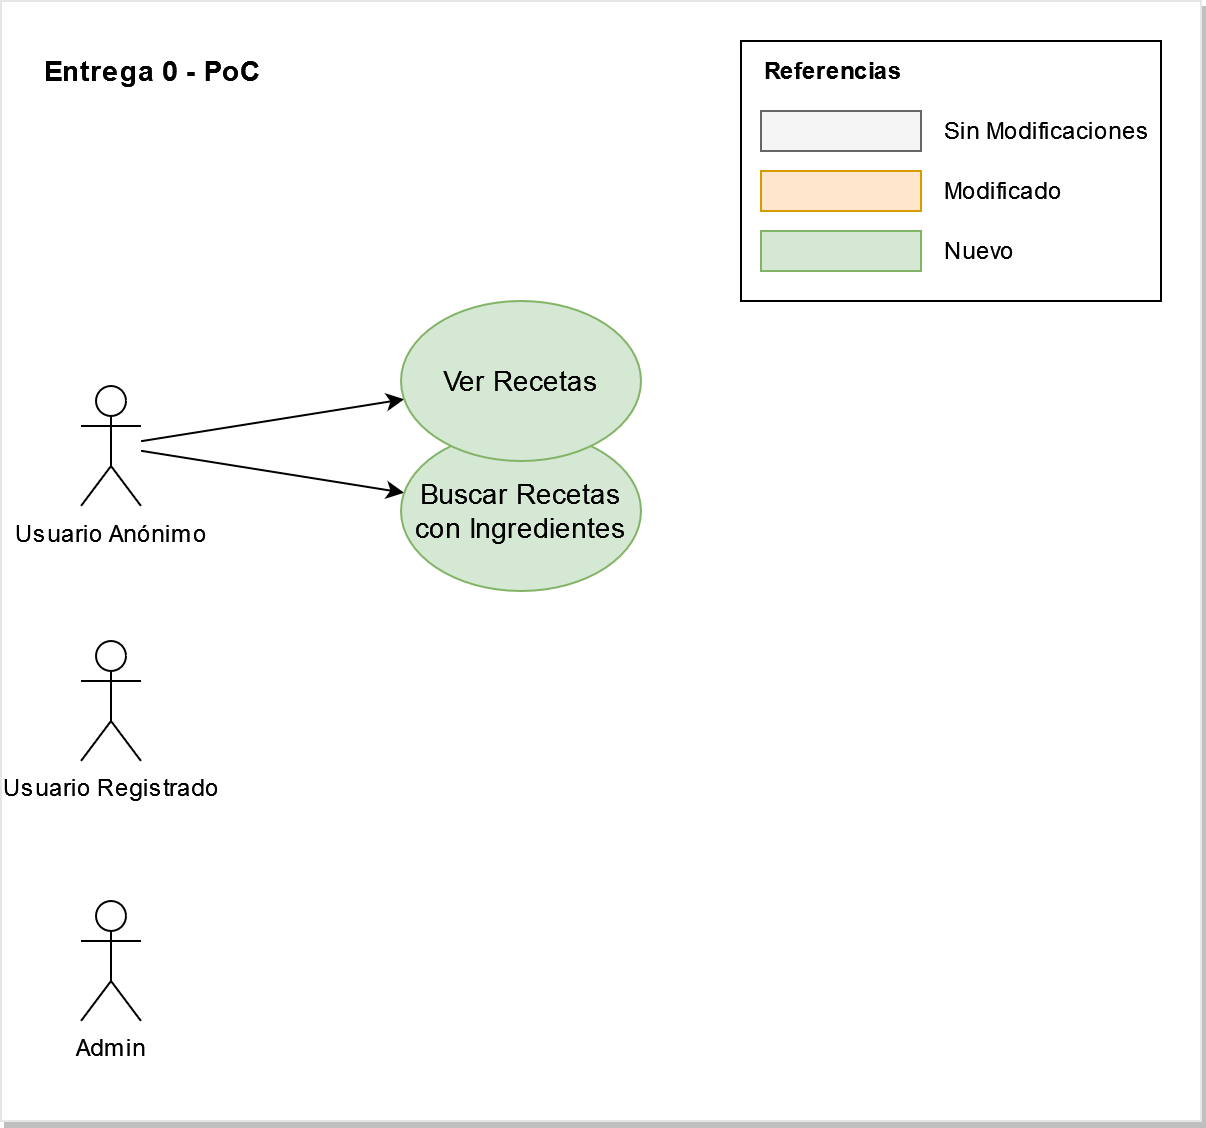 Entrega 0 - PoC
Referencias
Sin Modificaciones
Modificado
Nuevo
Ver Recetas
Buscar Recetas
con Ingredientes
Usuario Anónimo
Usuario Registrado
Admin